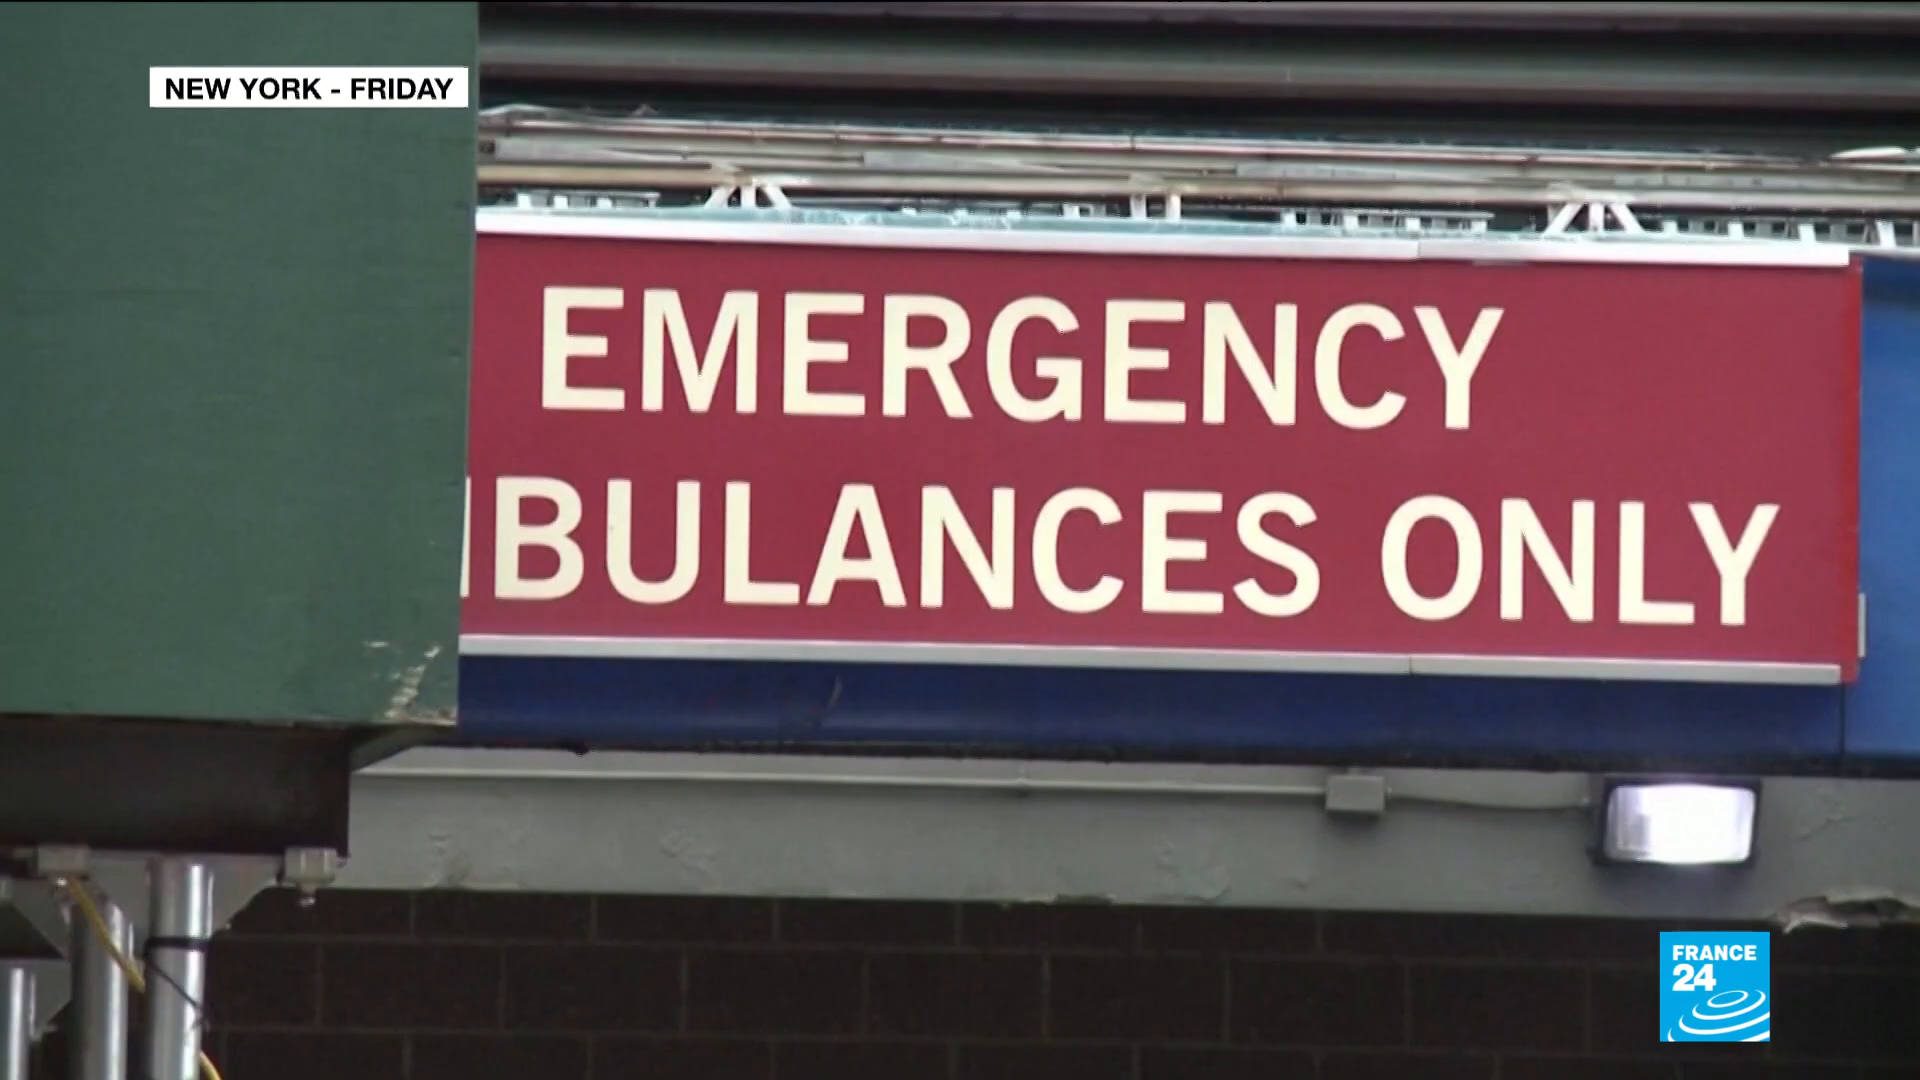 NEW YORK - FRIDAY
EMERGENCY
BULANCES ONLY
FRANCE
24